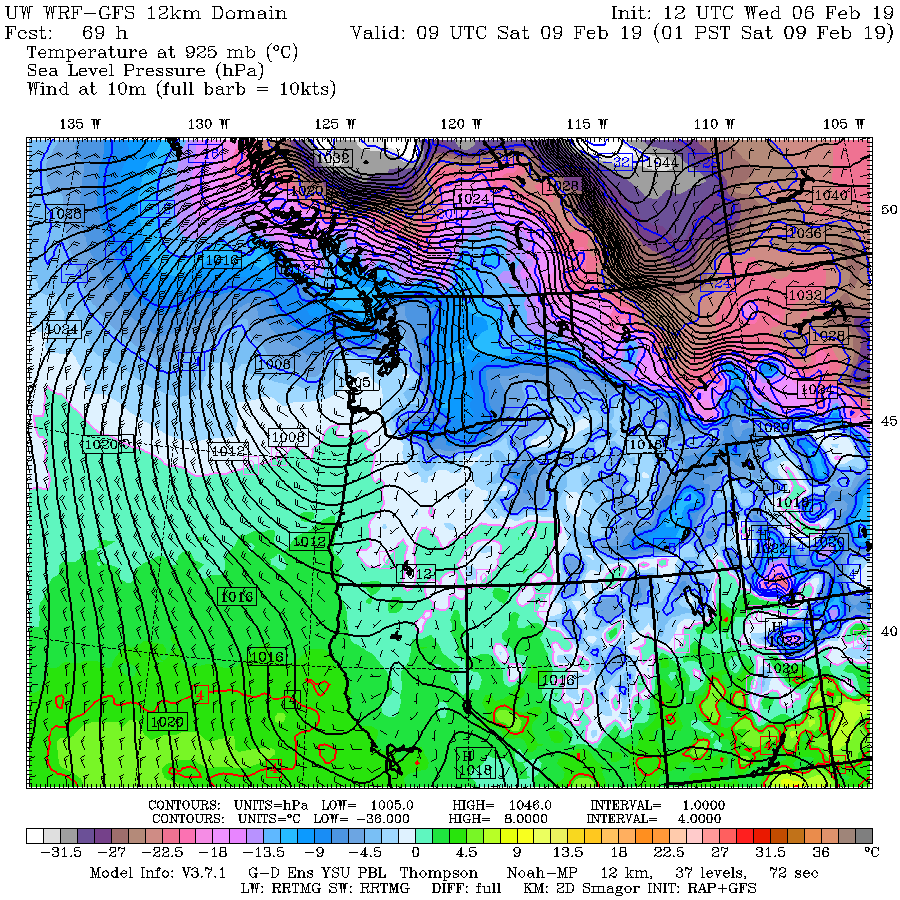 UW WRF-GFS 12km Domain Init: 12 UTC Wed 06 Feb 19
Fcst: 69 h Valid: 09 UTC Sat 09 Feb 19 (01 PST Sat 09 Feb 19)
Temperature at 925 mb (°C)
Sea Level Pressure (hPa)
Wind at 10m (full barb = 10kts)
135 W 130 W 125 W 120 W 115 W 110 W 105 W
1038 1044
1020 1028 1040
1024
1028 50
1036
1016
1032
1024 1028
1008
1005
1008 45
1020 1012 1016
1012
1012
1016
40
1016
1016 1020
1020
H
1018
CONTOURS: UNITS=hPa LOW= 1005.0 HIGH= 1046.0 INTERVAL= 1.0000
CONTOURS: UNITS=°C LOW= -36.000 HIGH= 8.0000 INTERVAL= 4.0000
-31.5 -27 -22.5 -18 -13.5 -9 -4.5 0 4.5 9 13.5 18 22.5 27 31.5 36 °C
Model Info: V3.7.1 G-D Ens YSU PBL Thompson Noah-MP 12 km, 37 levels, 72 sec
LW: RRTMG SW: RRTMG DIFF: full KM: 2D Smagor INIT: RAP+GFS